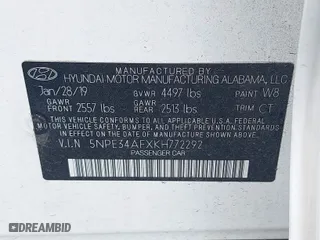 MANUFACTURED BY
HYUNDAI MOTOR MANUFACTURING ALABAMA, LLC
Jan/28/19 GVWR 4497 lbs PAINT W8
GAWR FRONT 2557 lbs GAWR REAR 2513 lbs TRIM CT
THIS VEHICLE CONFORMS TO ALL APPLICABLE U.S.A. FEDERAL
MOTOR VEHICLE SAFETY, BUMPER, AND THEFT PREVENTION
STANDARDS IN EFFECT ON THE DATE OF MANUFACTURE SHOWN ABOVE.
V.I.N 5NPE34AFXKH772292
PASSENGER CAR